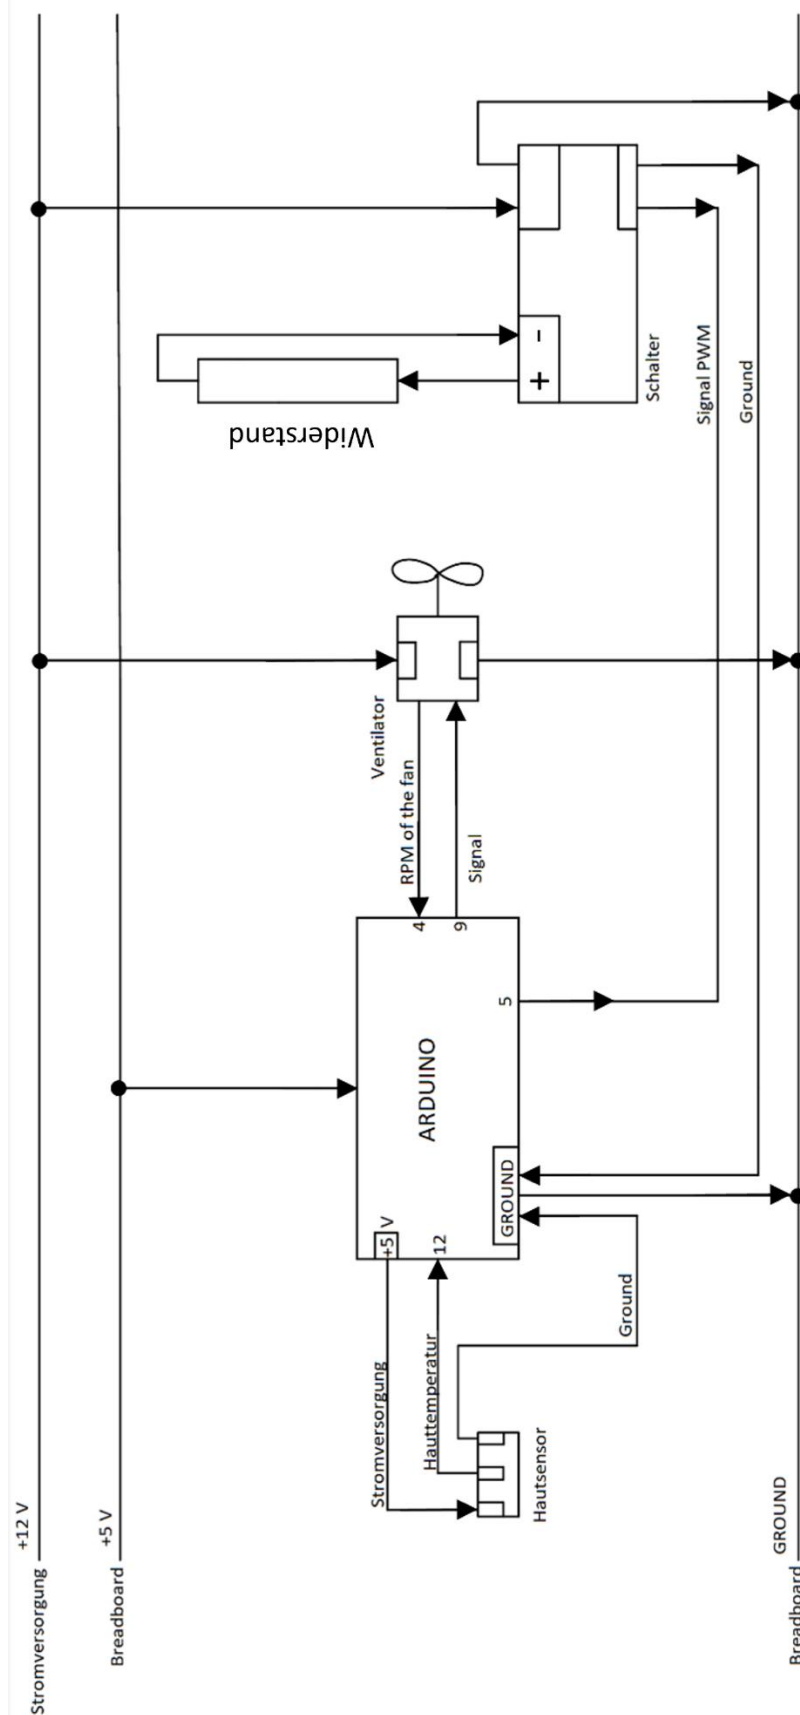 Stromversorgung +12 V
Breadboard +5 V
Stromversorgung
Hauttemperatur
Hautsensor
Ground
+5 V
12
GROUND
ARDUINO
4
9
5
RPM of the fan
Signal
Ventilator
Widerstand
+ -
Schalter
Signal PWM
Ground
Breadboard GROUND